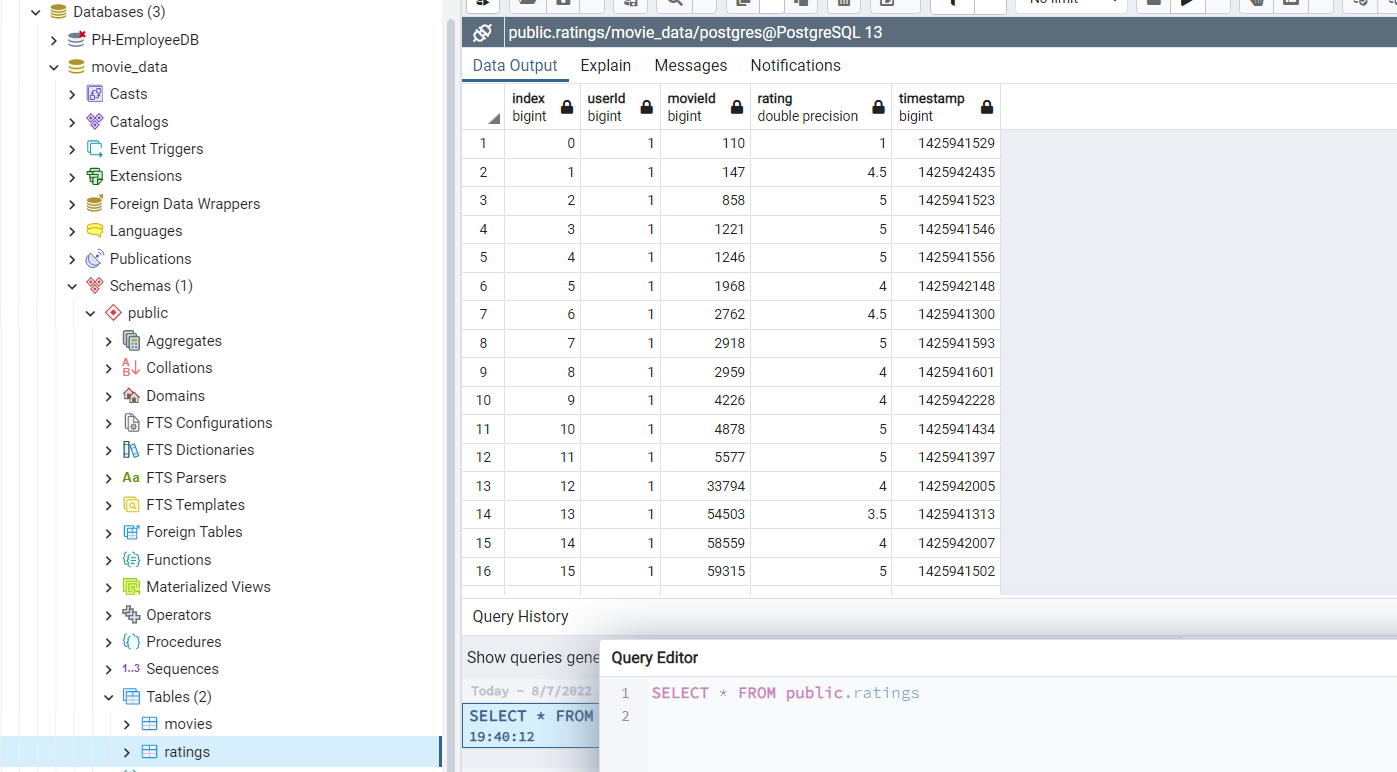 Databases (3)
PH-EmployeeDB
movie_data
Casts
Catalogs
Event Triggers
Extensions
Foreign Data Wrappers
Languages
Publications
Schemas (1)
public
Aggregates
Collations
Domains
FTS Configurations
FTS Dictionaries
Aa FTS Parsers
FTS Templates
Foreign Tables
Functions
Materialized Views
Operators
Procedures
1..3 Sequences
Tables (2)
movies
ratings
public.ratings/movie_data/postgres@PostgreSQL 13
Data Output Explain Messages Notifications
index userId movieId rating timestamp
bigint bigint bigint double precision bigint
1 0 1 110 1 1425941529
2 1 1 147 4.5 1425942435
3 2 1 858 5 1425941523
4 3 1 1221 5 1425941546
5 4 1 1246 5 1425941556
6 5 1 1968 4 1425942148
7 6 1 2762 4.5 1425941300
8 7 1 2918 5 1425941593
9 8 1 2959 4 1425941601
10 9 1 4226 4 1425942228
11 10 1 4878 5 1425941434
12 11 1 5577 5 1425941397
13 12 1 33794 4 1425942005
14 13 1 54503 3.5 1425941313
15 14 1 58559 4 1425942007
16 15 1 59315 5 1425941502
Query History
Show queries gene
Today - 8/7/2022
SELECT * FROM
19:40:12
Query Editor
1 SELECT * FROM public.ratings
2